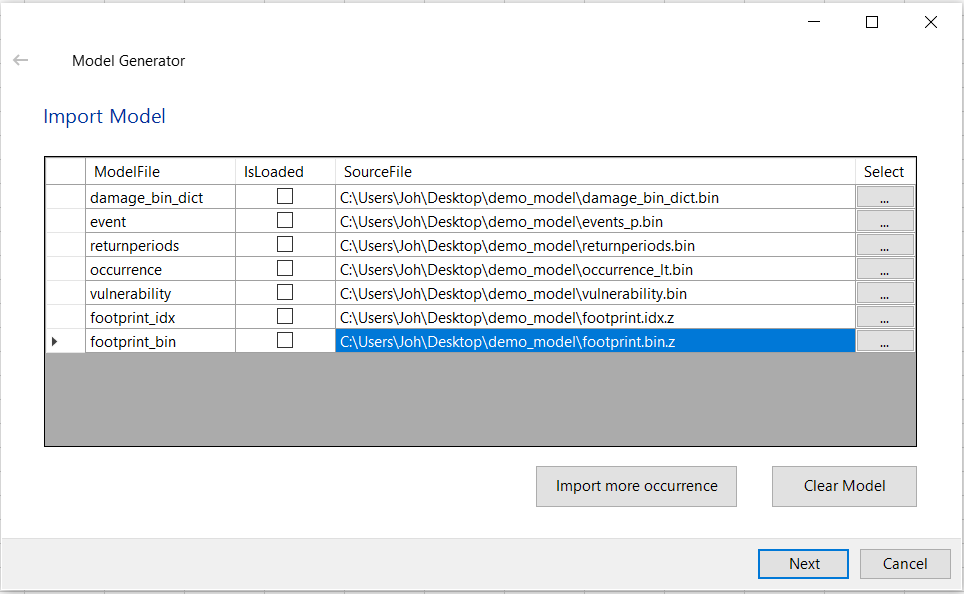 Model Generator
Import Model
ModelFile IsLoaded SourceFile Select
damage_bin_dict C:\Users\Joh\Desktop\demo_model\damage_bin_dict.bin ...
event C:\Users\Joh\Desktop\demo_model\events_p.bin ...
returnperiods C:\Users\Joh\Desktop\demo_model\returnperiods.bin ...
occurrence C:\Users\Joh\Desktop\demo_model\occurrence_lt.bin ...
vulnerability C:\Users\Joh\Desktop\demo_model\vulnerability.bin ...
footprint_idx C:\Users\Joh\Desktop\demo_model\footprint.idx.z ...
footprint_bin C:\Users\Joh\Desktop\demo_model\footprint.bin.z ...
Import more occurrence Clear Model
Next Cancel